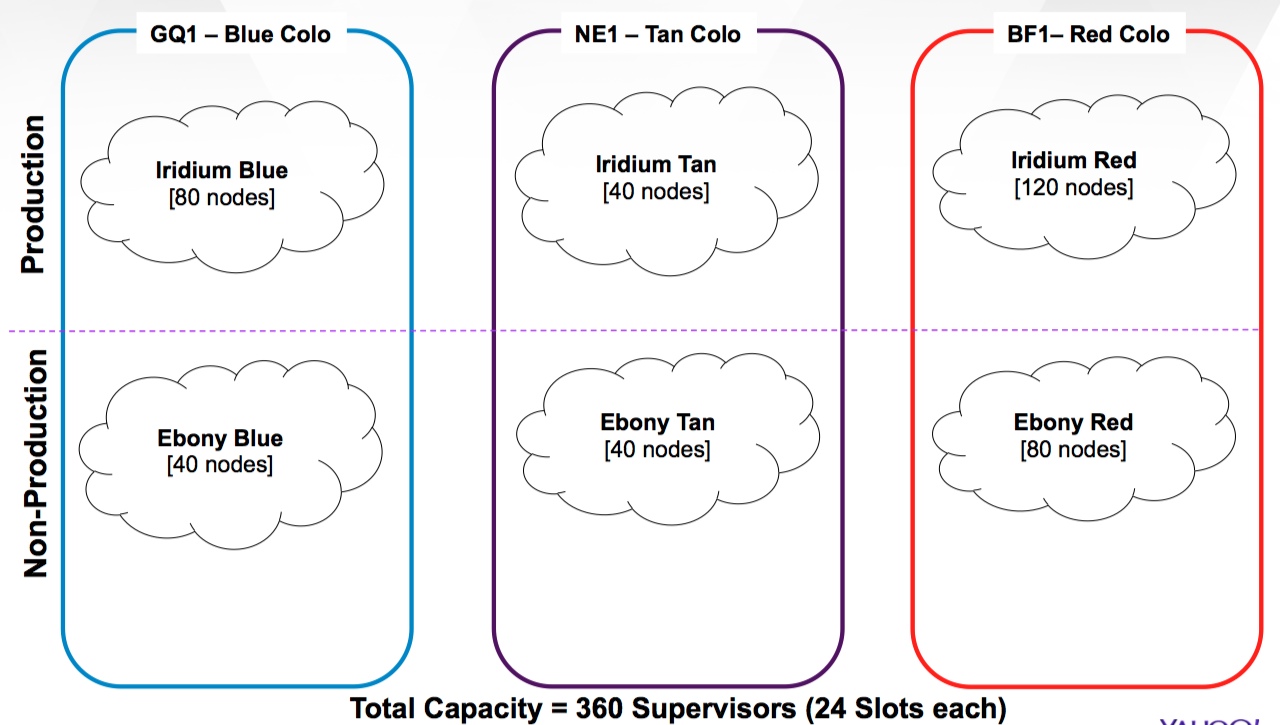 GQ1 – Blue Colo
NE1 – Tan Colo
BF1– Red Colo
Production
Iridium Blue
[80 nodes]
Iridium Tan
[40 nodes]
Iridium Red
[120 nodes]
Non-Production
Ebony Blue
[40 nodes]
Ebony Tan
[40 nodes]
Ebony Red
[80 nodes]
Total Capacity = 360 Supervisors (24 Slots each)
YAHOO!